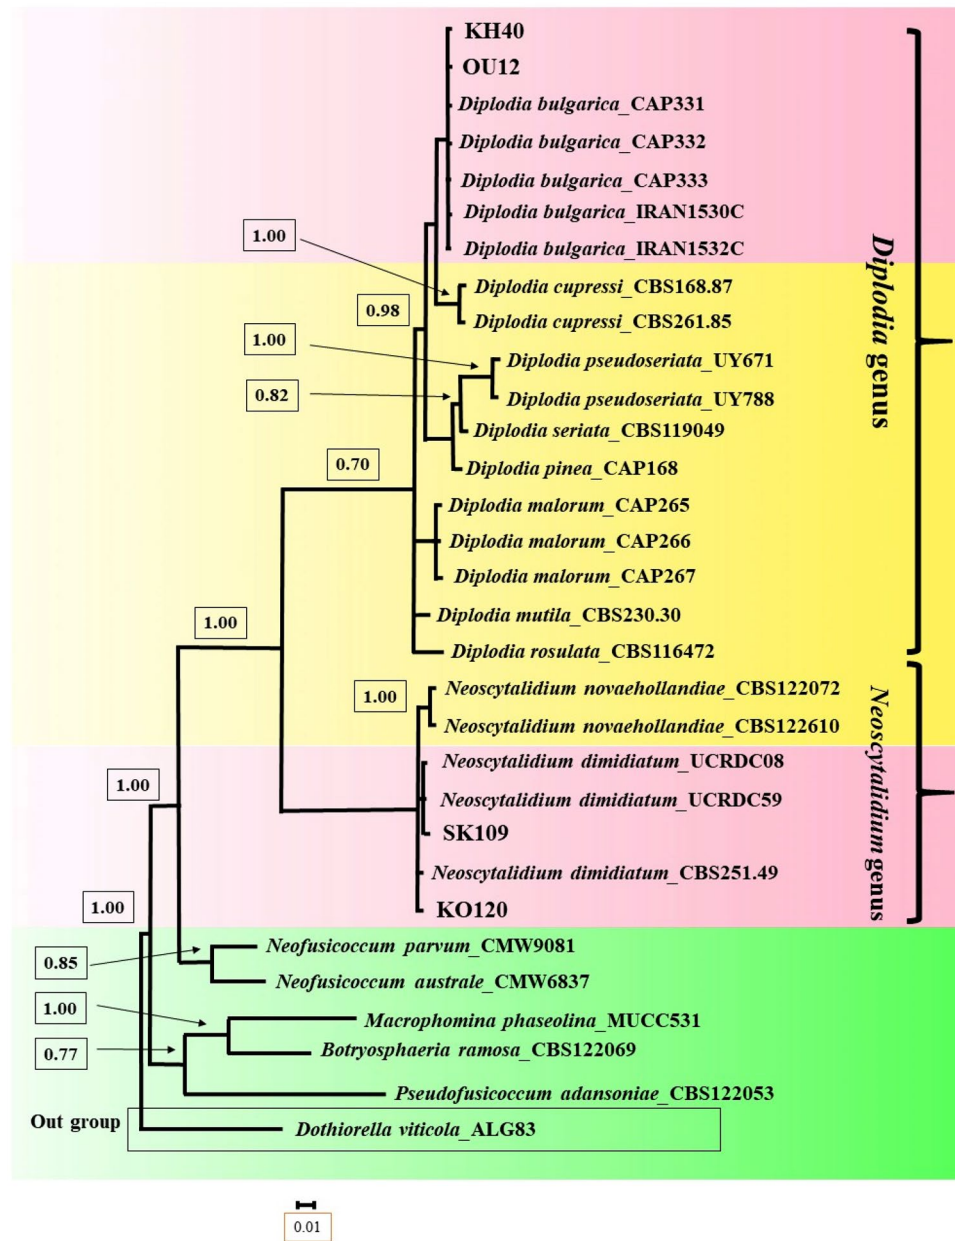 KH40
OU12
Diplodia bulgarica_CAP331
Diplodia bulgarica_CAP332
Diplodia bulgarica_CAP333
Diplodia bulgarica_IRAN1530C
1.00
Diplodia bulgarica_IRAN1532C
Diplodia cupressi_CBS168.87
0.98
Diplodia cupressi_CBS261.85
1.00
Diplodia pseudoseriata_UY671
0.82
Diplodia pseudoseriata_UY788
Diplodia seriata_CBS119049
0.70
Diplodia pinea_CAP168
Diplodia malorum_CAP265
Diplodia malorum_CAP266
Diplodia malorum_CAP267
Diplodia mutila_CBS230.30
1.00
Diplodia rosulata_CBS116472
Diplodia genus
1.00
Neoscytalidium novaehollandiae_CBS122072
Neoscytalidium novaehollandiae_CBS122610
Neoscytalidium dimidiatum_UCRDC08
1.00
Neoscytalidium dimidiatum_UCRDC59
SK109
Neoscytalidium dimidiatum_CBS251.49
1.00
KO120
Neoscytalidium genus
Neofusicoccum parvum_CMW9081
0.85
Neofusicoccum australe_CMW6837
1.00
Macrophomina phaseolina_MUCC531
0.77
Botryosphaeria ramosa_CBS122069
Pseudofusicoccum adansoniae_CBS122053
Out group
Dothiorella viticola_ALG83
0.01